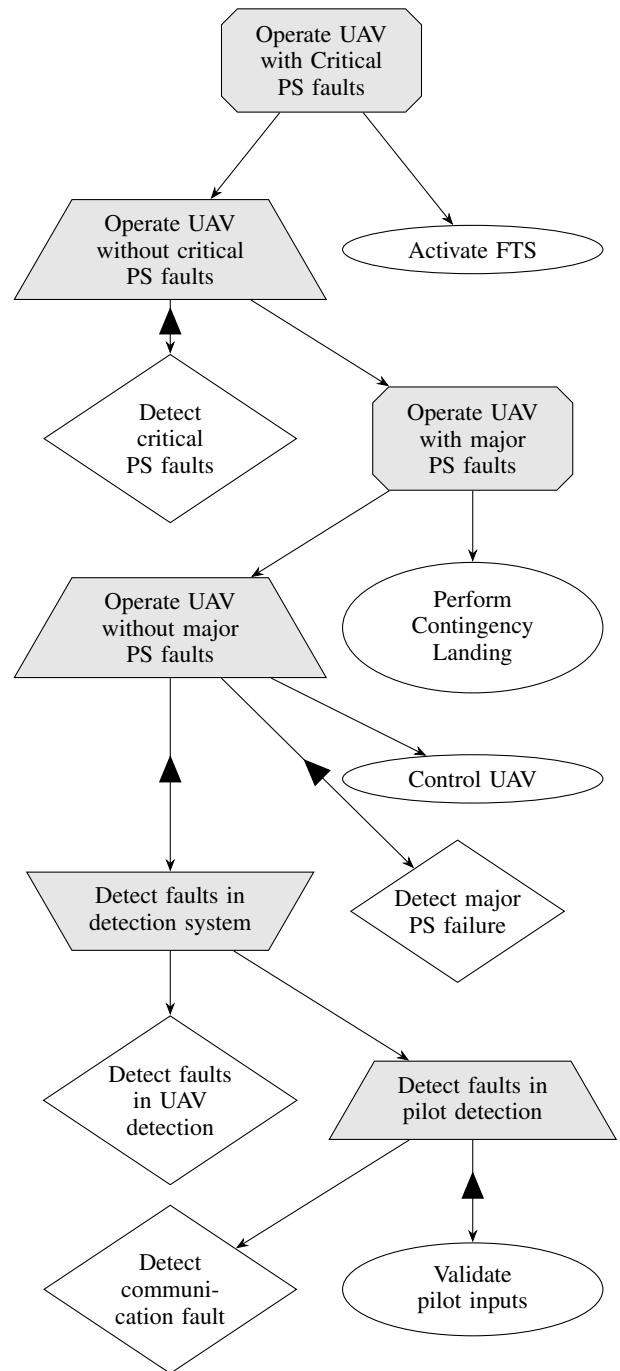 Operate UAV
with Critical
PS faults
Operate UAV
without critical
PS faults
Activate FTS
Detect
critical
PS faults
Operate UAV
with major
PS faults
Operate UAV
without major
PS faults
Perform
Contingency
Landing
Control UAV
Detect faults in
detection system
Detect major
PS failure
Detect faults
in UAV
detection
Detect faults in
pilot detection
Detect
communi-
cation fault
Validate
pilot inputs